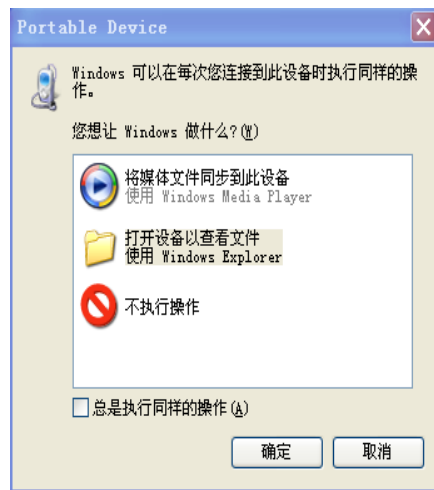 Portable Device
Windows 可以在每次您连接到此设备时执行同样的操
作。
您想让 Windows 做什么?(W)
将媒体文件同步到此设备
使用 Windows Media Player
打开设备以查看文件
使用 Windows Explorer
不执行操作
总是执行同样的操作(A)
确定
取消